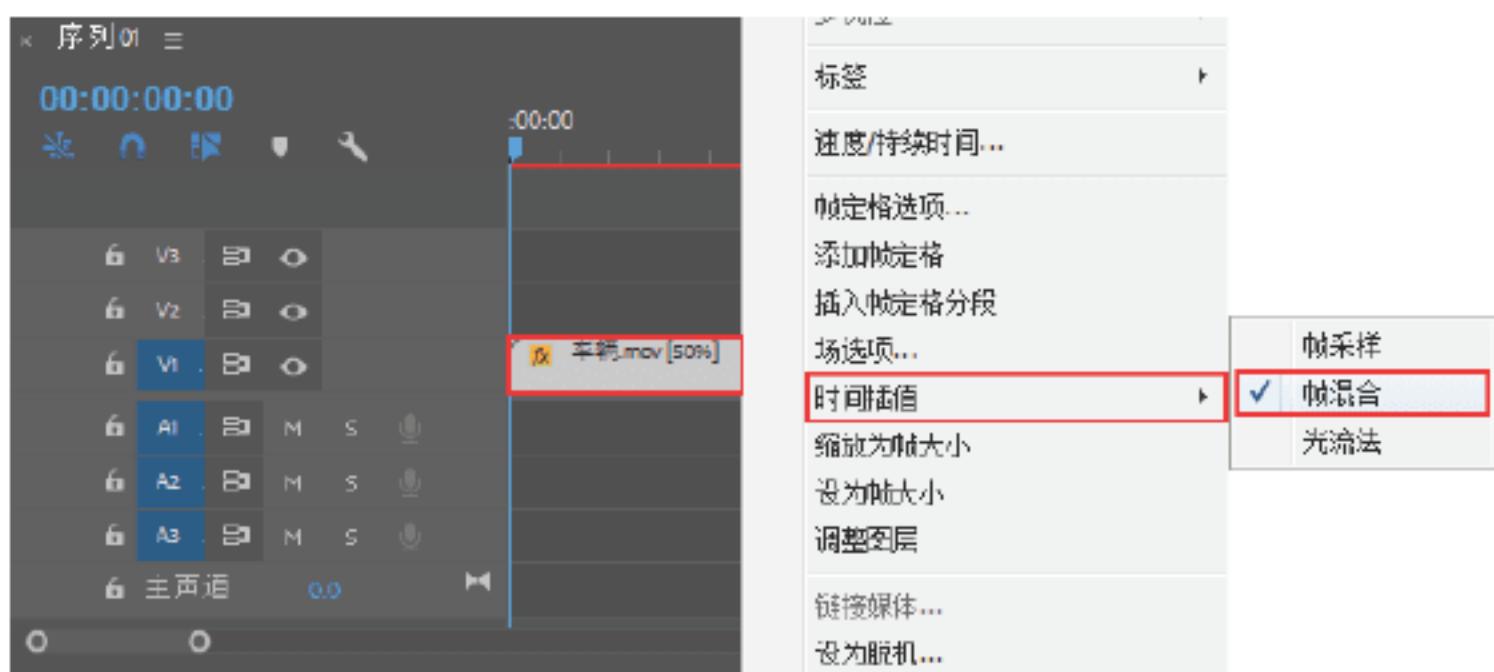 序列 01
00:00:00:00
:00:00
V3
V2
V1
车辆.mov [50%]
A1
M
S
A2
M
S
A3
M
S
主声道
0.0
标签
速度/持续时间...
帧定格选项...
添加帧定格
插入帧定格分段
场选项...
时间插值
缩放为帧大小
设为帧大小
调整图层
链接媒体...
设为脱机...
帧采样
帧混合
光流法